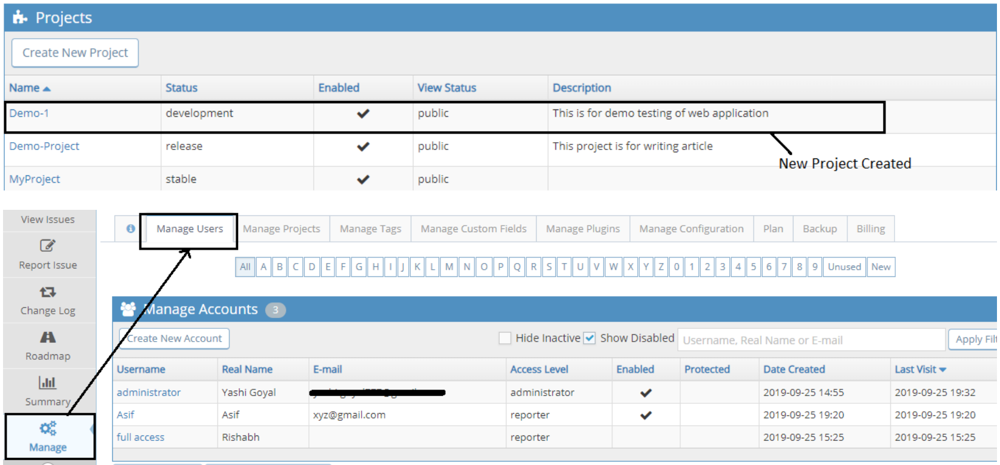 Projects
Create New Project
Name Status Enabled View Status Description
Demo-1 development public This is for demo testing of web application
Demo-Project release public This project is for writing article
New Project Created
MyProject stable public
View Issues
Manage Users Manage Projects Manage Tags Manage Custom Fields Manage Plugins Manage Configuration Plan Backup Billing
Report Issue
All A B C D E F G H I J K L M N O P Q R S T U V W X Y Z 0 1 2 3 4 5 6 7 8 9 Unused New
Change Log
Manage Accounts 3
Create New Account Hide Inactive Show Disabled Username, Real Name or E-mail Apply Filt
Roadmap
Username Real Name E-mail Access Level Enabled Protected Date Created Last Visit
administrator Yashi Goyal administrator 2019-09-25 14:55 2019-09-25 19:32
Summary
Asif Asif xyz@gmail.com reporter 2019-09-25 19:20 2019-09-25 19:20
full access Rishabh reporter 2019-09-25 15:25 2019-09-25 15:25
Manage